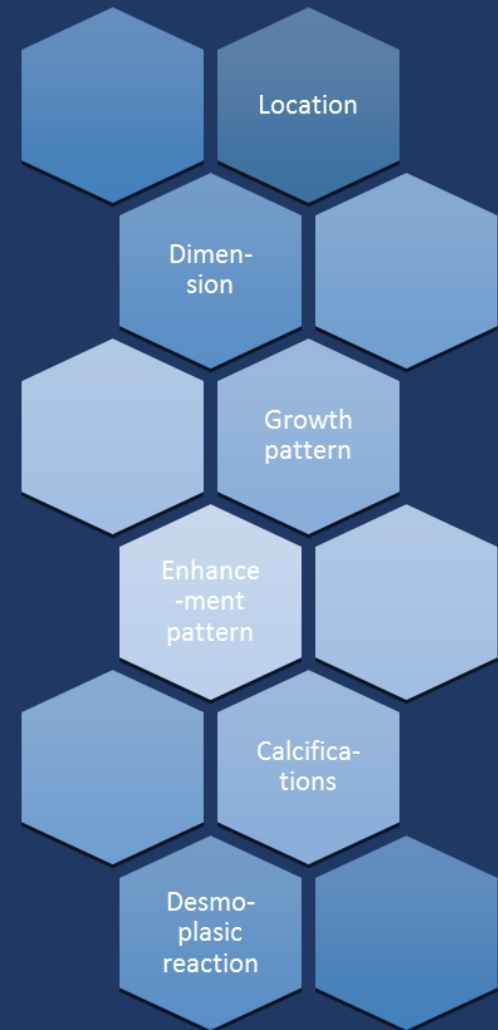 Location
Dimen-
sion
Growth
pattern
Enhance
-ment
pattern
Calcifica-
tions
Desmo-
plasic
reaction